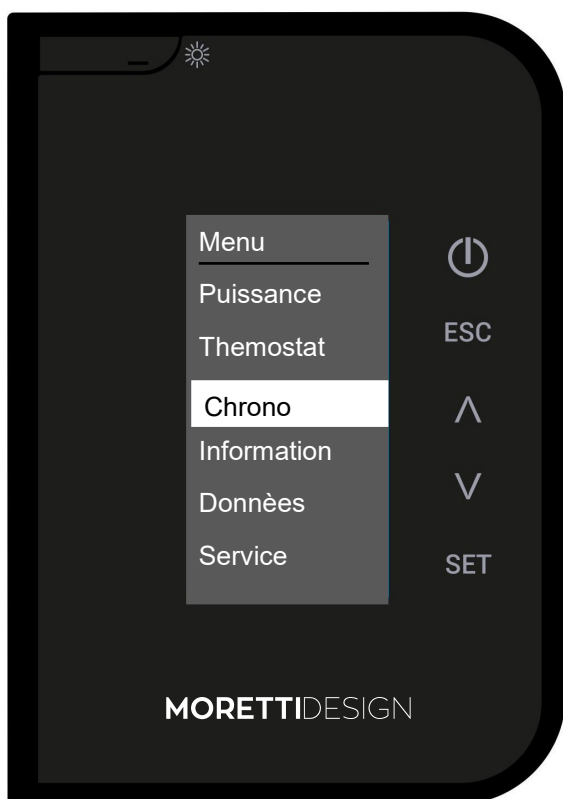 Menu
Puissance
Themostat
Chrono
Information
Donnèes
Service
ESC
SET
MORETTIDESIGN